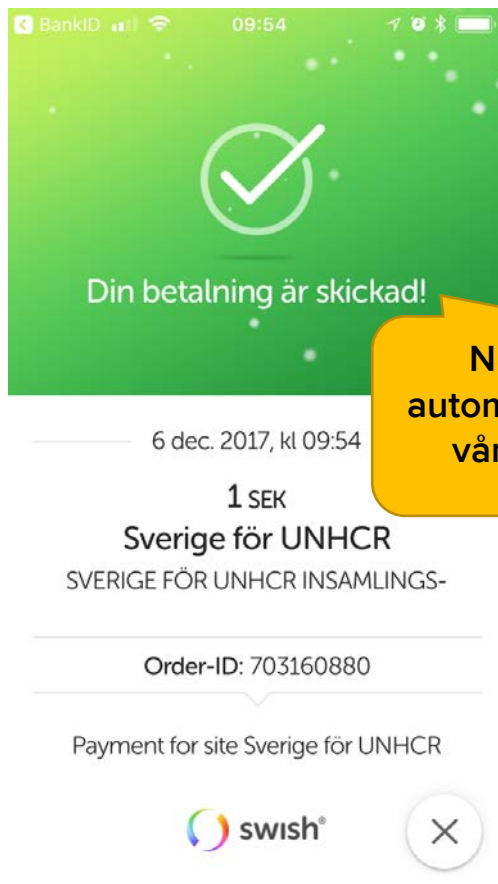 BankID
09:54
Din betalning är skickad!
vår
6 dec. 2017, kl 09:54
1 SEK
Sverige för UNHCR
SVERIGE FÖR UNHCR INSAMLINGS-
Order-ID: 703160880
Payment for site Sverige för UNHCR
swish®